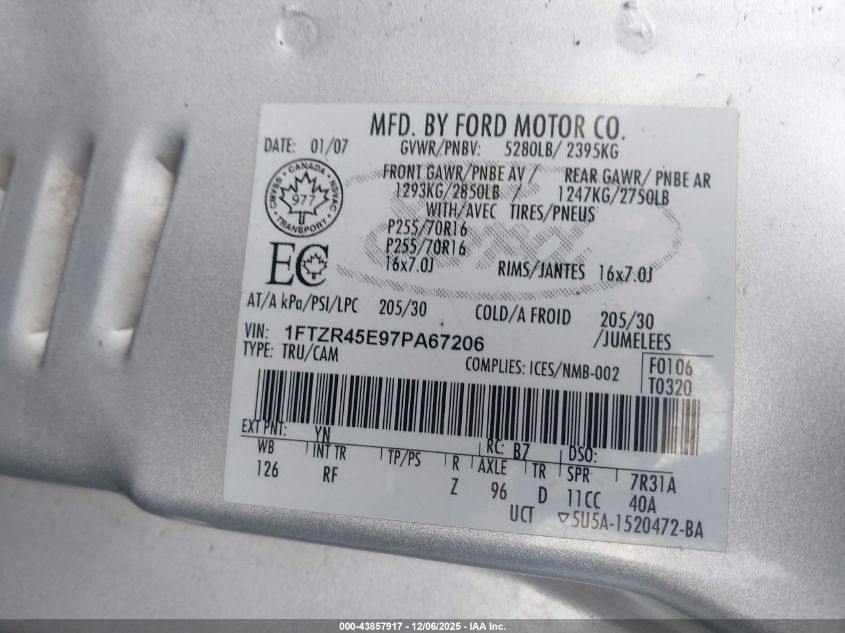 MFD. BY FORD MOTOR CO.
DATE: 01/07 GVWR/PNBV: 5280LB/ 2395KG
FRONT GAWR/PNBE AV / REAR GAWR/ PNBE AR
1293KG/2850LB / 1247KG/2750LB
WITH/AVEC TIRES/PNEUS
P255/70R16
P255/70R16
16x7.0J RIMS/JANTES 16x7.0J
CANADA
977
TRANSPORT
EC
AT/A kPa/PSI/LPC 205/30 COLD/A FROID 205/30
VIN: 1FTZR45E97PA67206 /JUMELEES
TYPE: TRU/CAM COMPLIES: ICES/NMB-002 F0106
T0320
EXT PNT: YN RC: B7 DSO:
WB INT TR TP/PS R AXLE TR SPR 7R31A
126 RF Z 96 D 11CC 40A
UCT ▽5U5A-1520472-BA
000-43857917 - 12/06/2025 - IAA Inc.